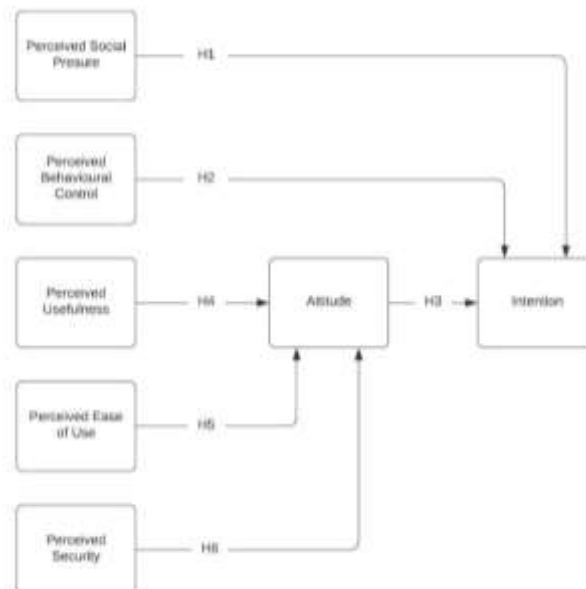 Perceived Social
Presure
H1
Perceived
Behavioural
Control
H2
Perceived
Usefulness
H4
Attitude
H3
Intention
Perceived Ease
of Use
H5
Perceived
Security
H6